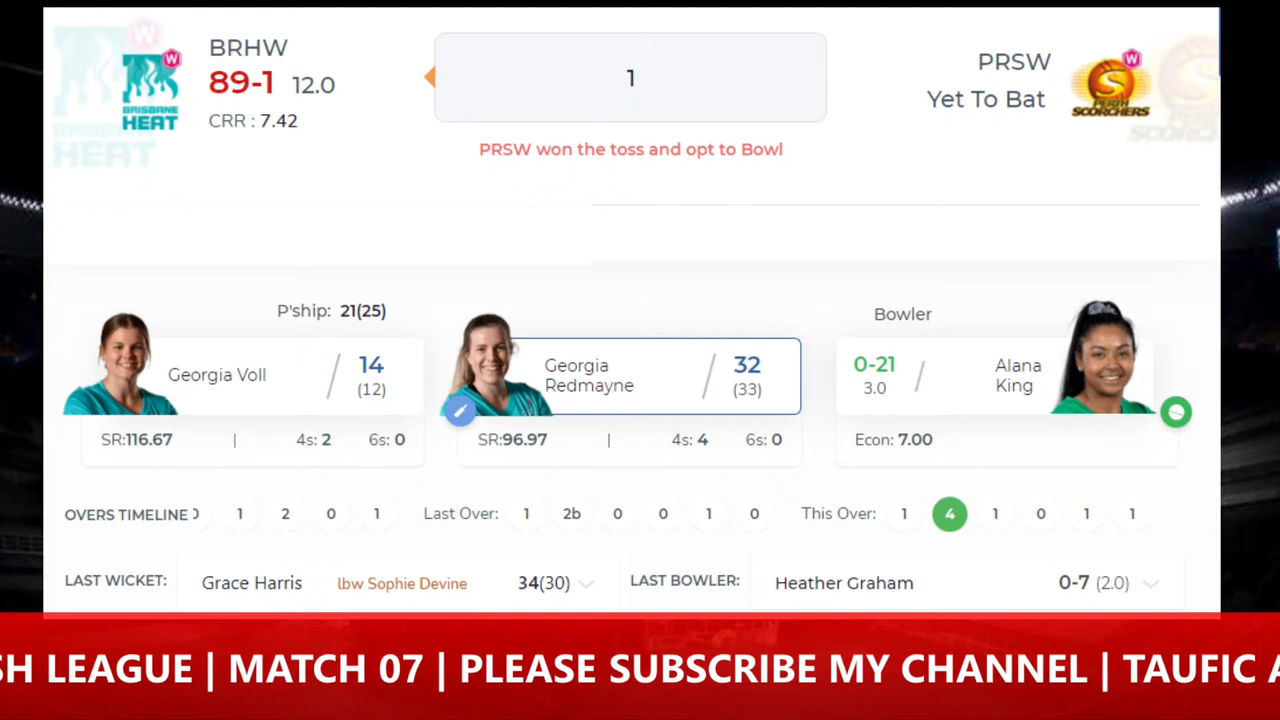 BRHW
89-1 12.0
CRR : 7.42
BRISBANE
HEAT
W
1
PRSW won the toss and opt to Bowl
PRSW
Yet To Bat
W
PERTH
SCORCHERS
P'ship: 21(25)
Georgia Voll / 14
(12)
SR:116.67 | 4s: 2 6s: 0
Georgia
Redmayne / 32
(33)
SR:96.97 | 4s: 4 6s: 0
Bowler
0-21
3.0 /
Alana
King
Econ: 7.00
OVERS TIMELINE 1 2 0 1 Last Over: 1 2b 0 0 1 0 This Over: 1 4 1 0 1 1
LAST WICKET: Grace Harris lbw Sophie Devine 34(30) LAST BOWLER: Heather Graham 0-7 (2.0)
SH LEAGUE | MATCH 07 | PLEASE SUBSCRIBE MY CHANNEL | TAUFIC A